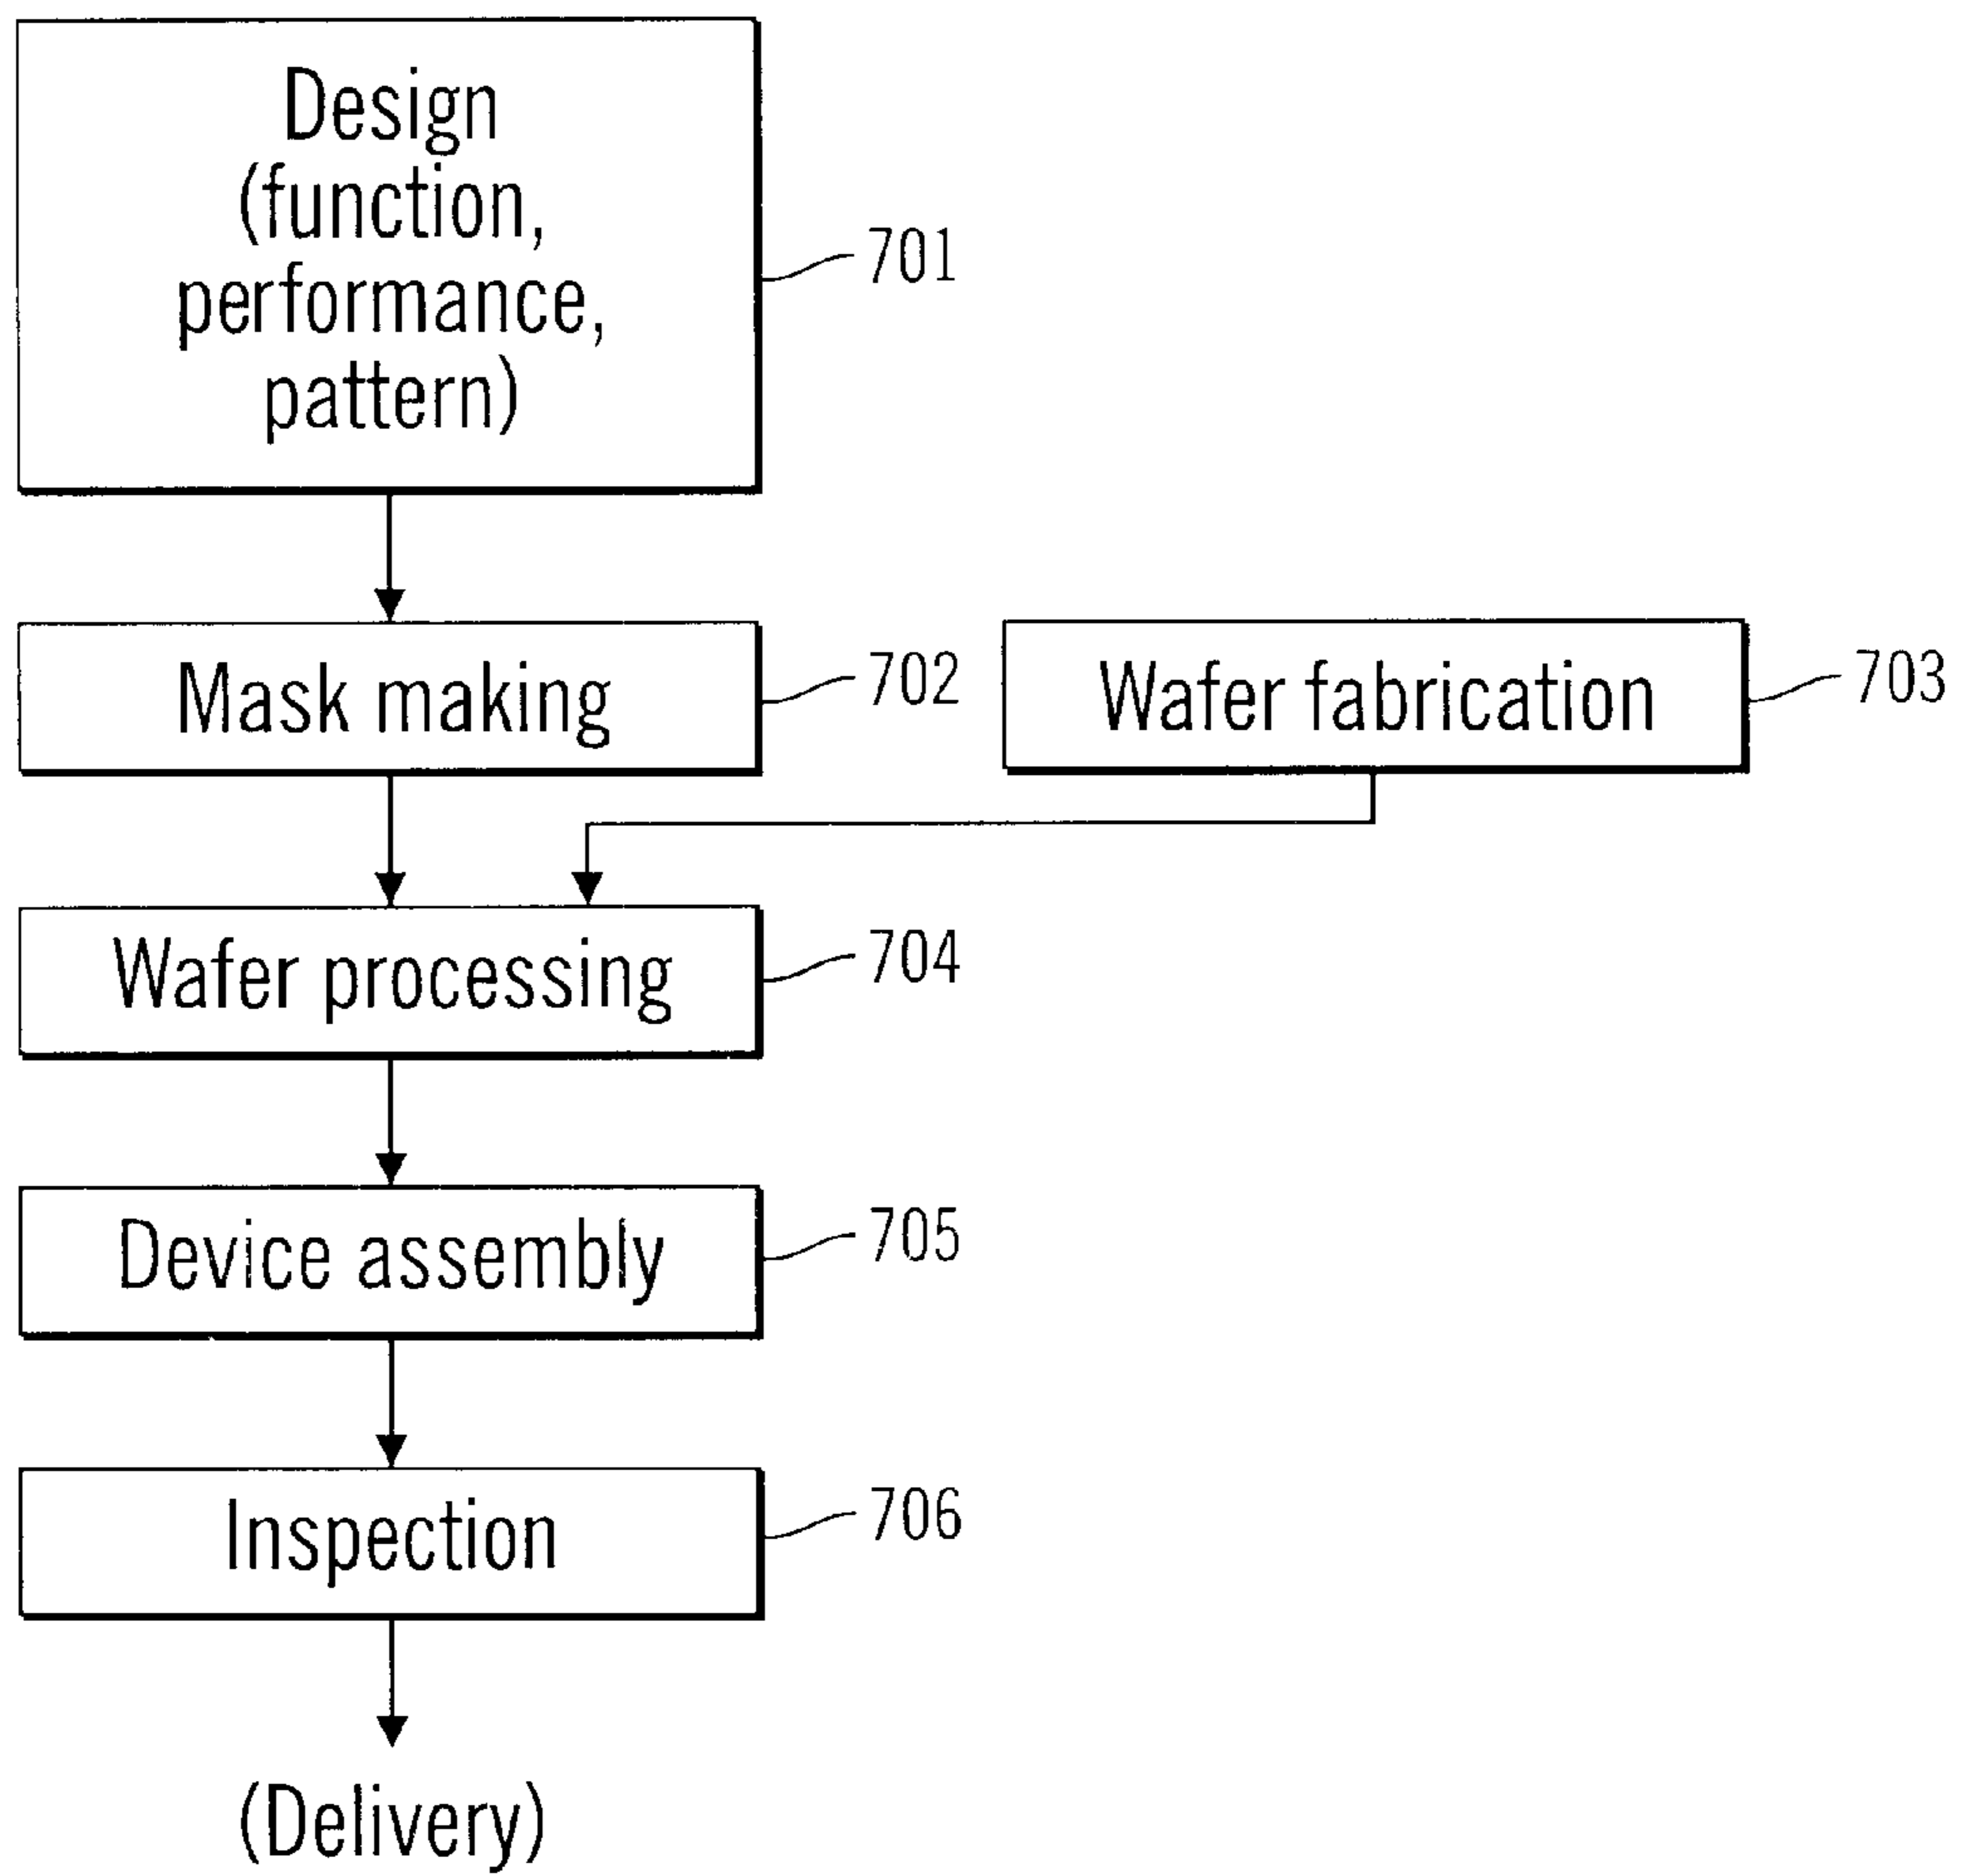 Design
(function,
performance,
pattern)
701
Mask making
702
Wafer fabrication
703
Wafer processing
704
Device assembly
705
Inspection
706
(Delivery)